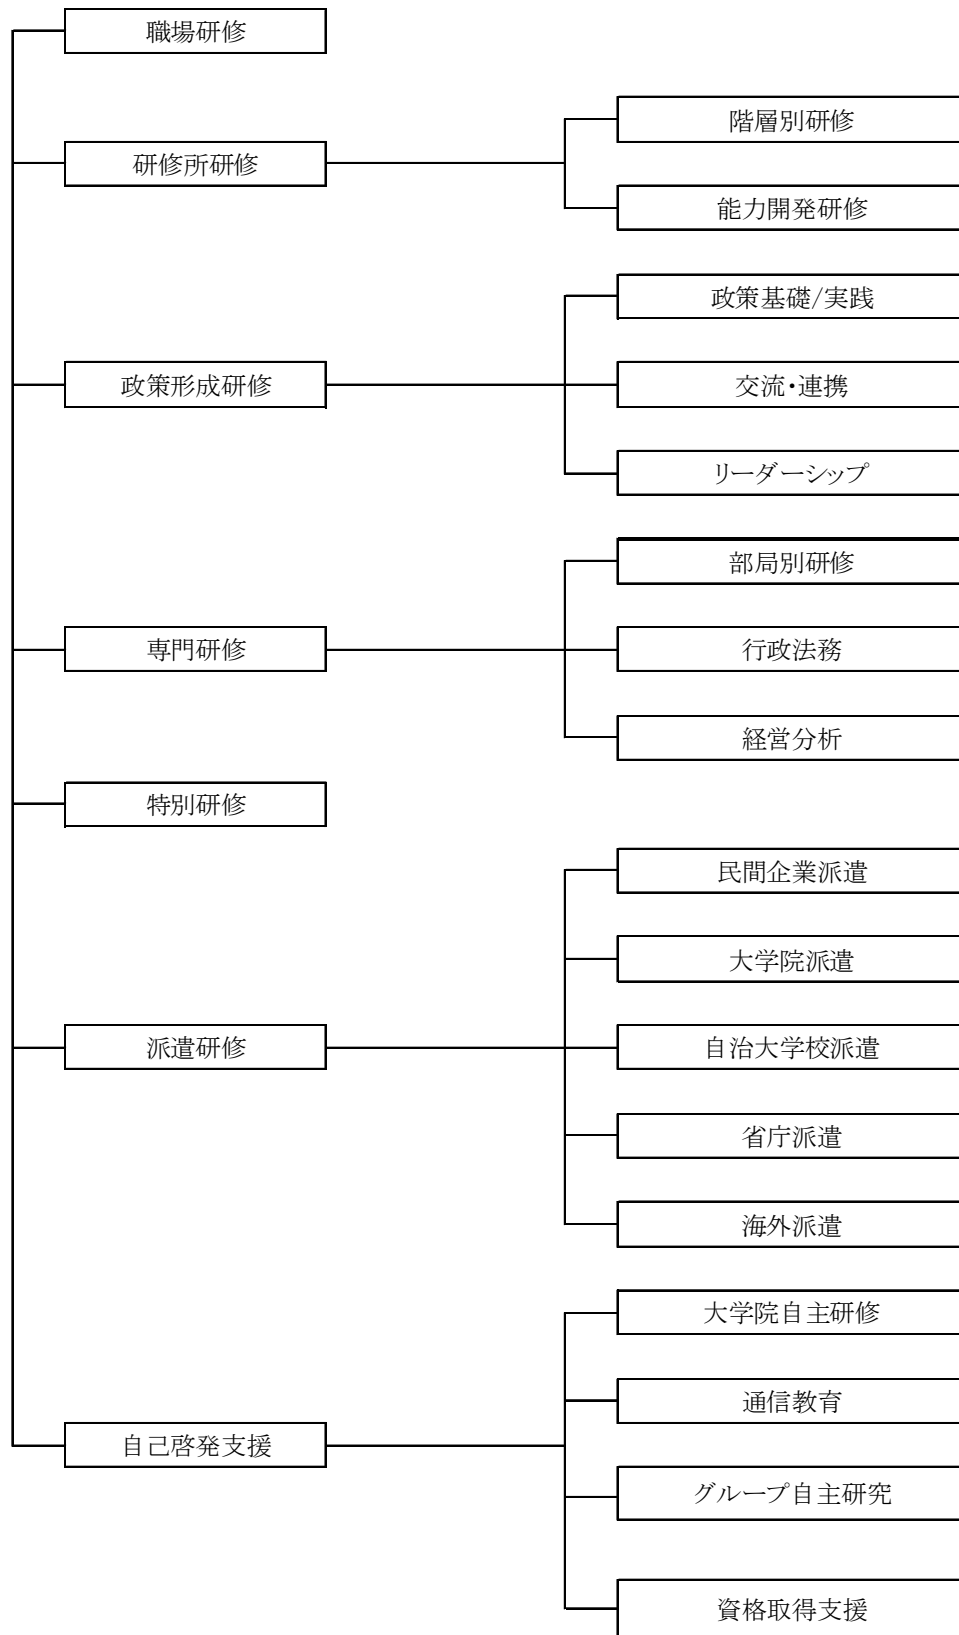 職場研修
研修所研修
階層別研修
能力開発研修
政策形成研修
政策基礎/実践
交流・連携
リーダーシップ
専門研修
部局別研修
行政法務
経営分析
特別研修
派遣研修
民間企業派遣
大学院派遣
自治大学校派遣
省庁派遣
海外派遣
自己啓発支援
大学院自主研修
通信教育
グループ自主研究
資格取得支援